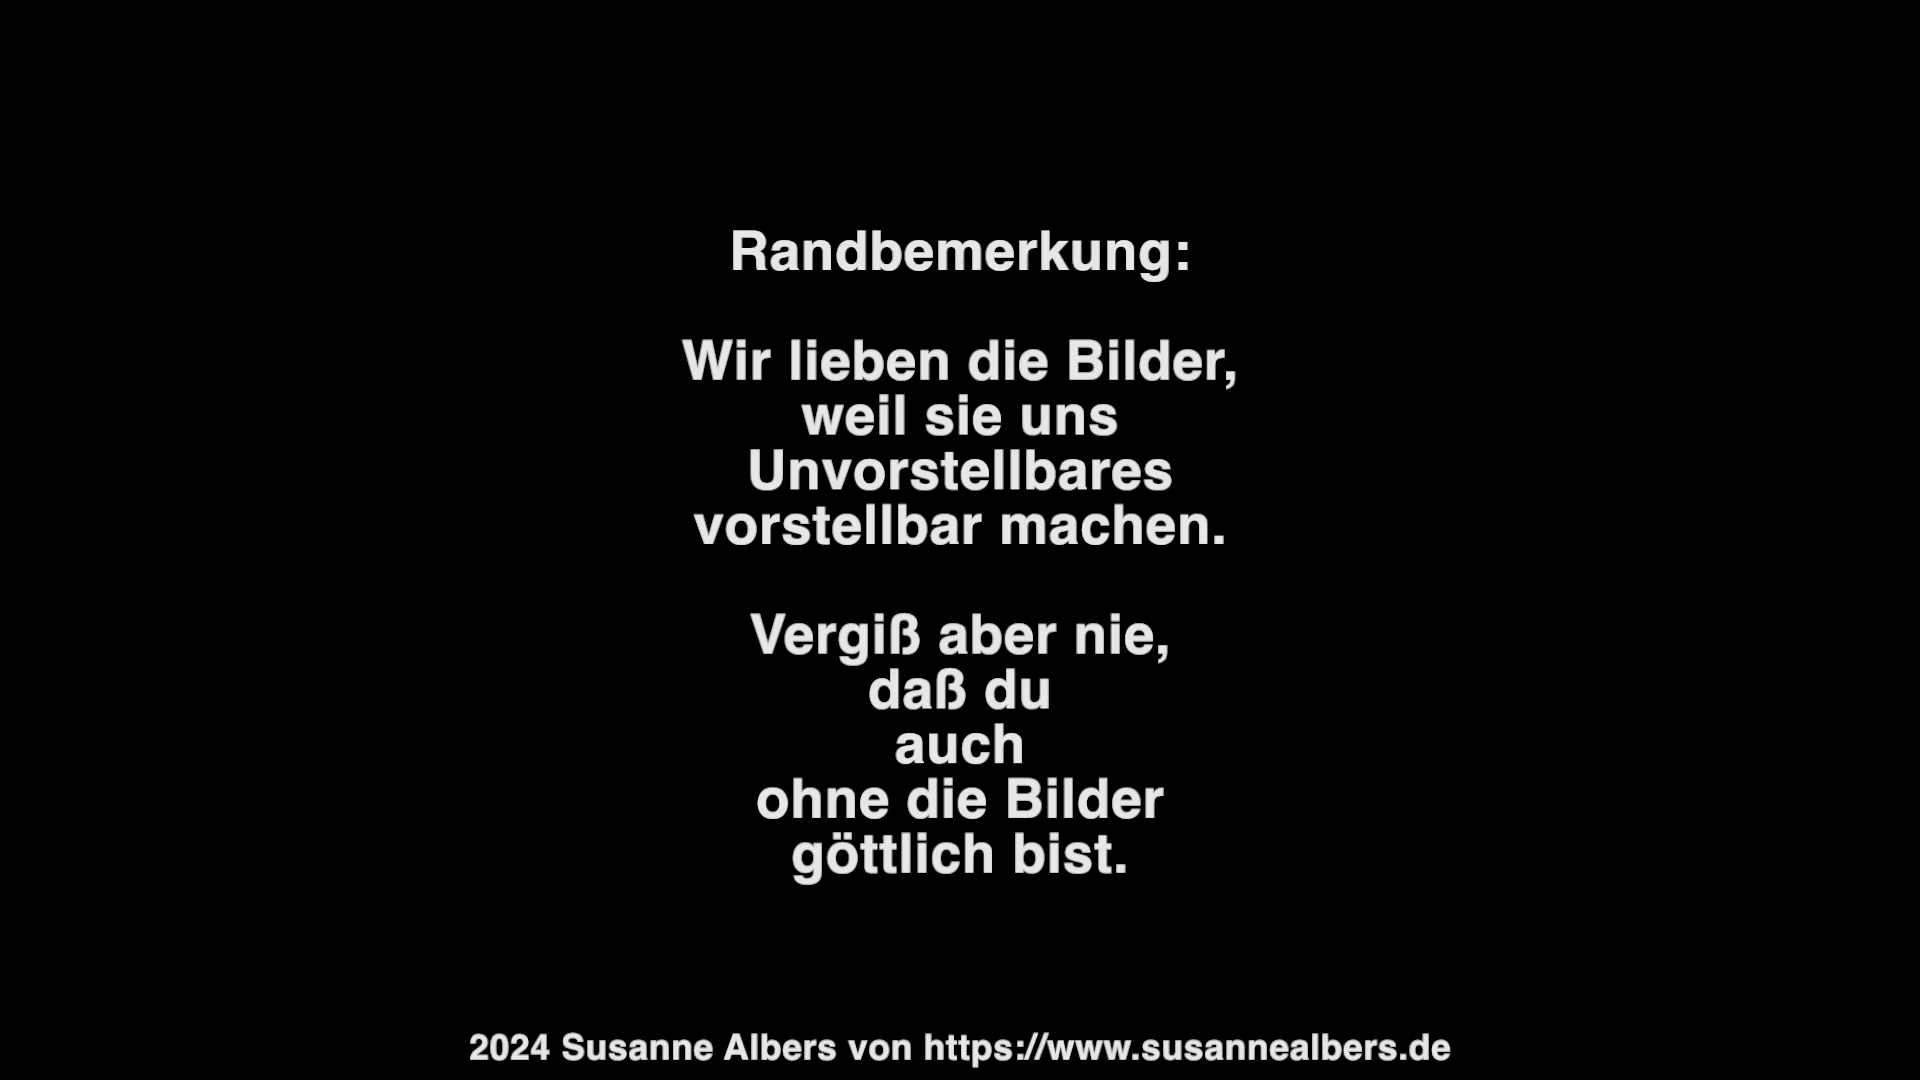 Randbemerkung:
Wir lieben die Bilder,
weil sie uns
Unvorstellbares
vorstellbar machen.
Vergiß aber nie,
daß du
auch
ohne die Bilder
göttlich bist.
2024 Susanne Albers von https://www.susannealbers.de